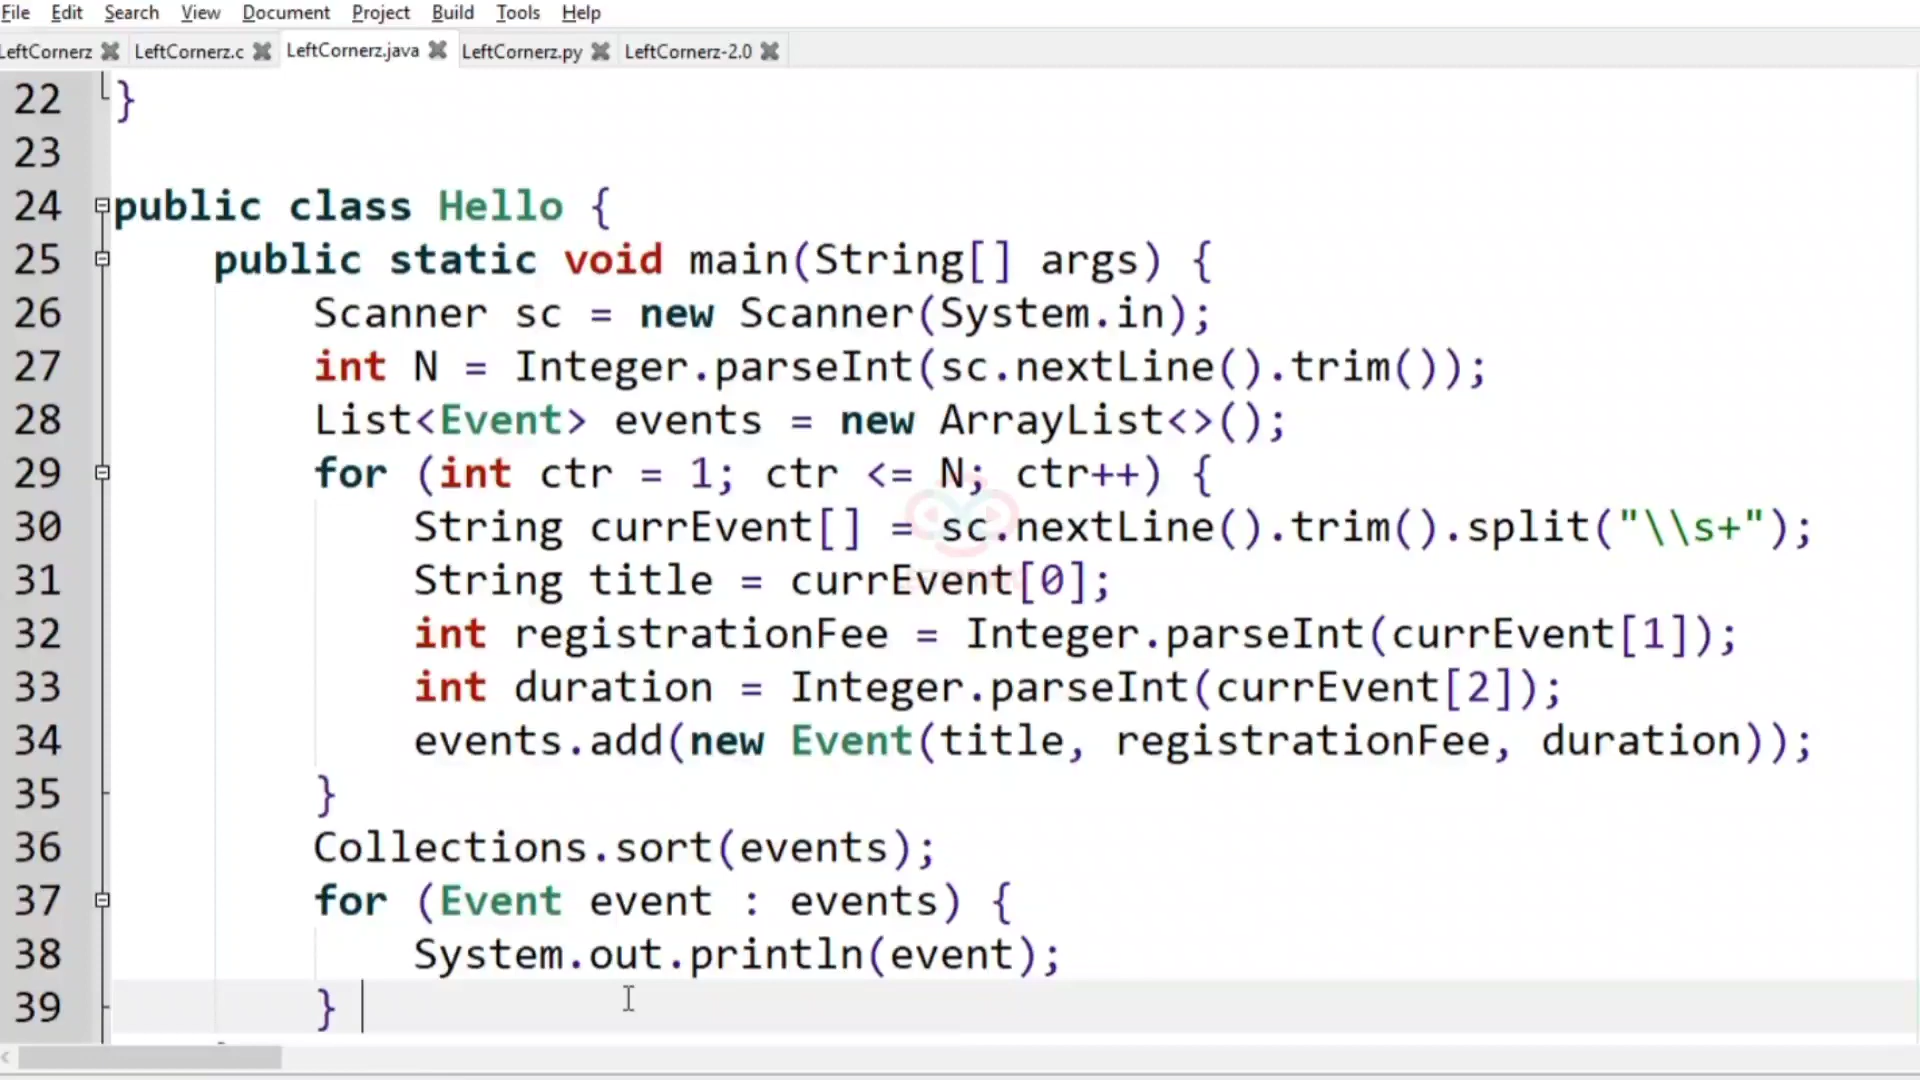 File Edit Search View Document Project Build Tools Help
LeftCornerz LeftCornerz.c LeftCornerz.java LeftCornerz.py LeftCornerz-2.0
22 }
23
24 public class Hello {
25 public static void main(String[] args) {
26 Scanner sc = new Scanner(System.in);
27 int N = Integer.parseInt(sc.nextLine().trim());
28 List<Event> events = new ArrayList<>();
29 for (int ctr = 1; ctr <= N; ctr++) {
30 String currEvent[] = sc.nextLine().trim().split("\\s+");
31 String title = currEvent[0];
32 int registrationFee = Integer.parseInt(currEvent[1]);
33 int duration = Integer.parseInt(currEvent[2]);
34 events.add(new Event(title, registrationFee, duration));
35 }
36 Collections.sort(events);
37 for (Event event : events) {
38 System.out.println(event);
39 }